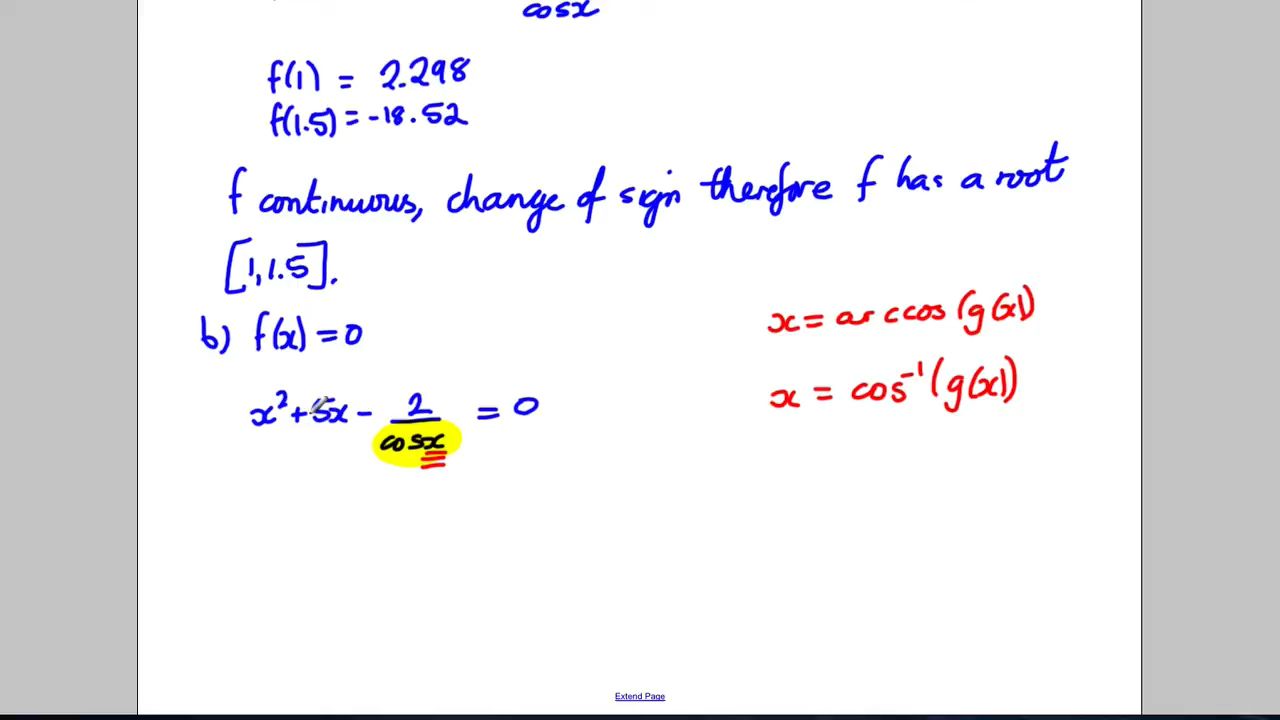 cosx
f(1) = 2.298
f(1.5) = -18.52
f continuous, change of sign therefore f has a root
[1,1.5].
x = arccos (g(x))
b) f(x) = 0
x = cos⁻¹ (g(x))
x² + 5x - 2/cosx = 0
Extend Page